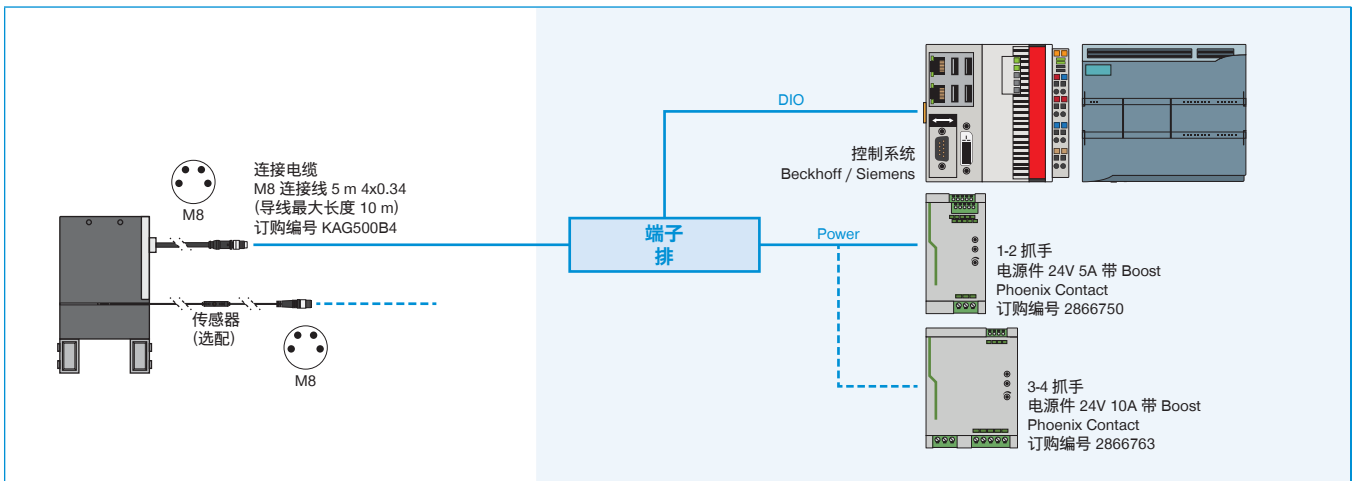 M8
连接电缆
M8 连接线 5 m 4x0.34
(导线最大长度 10 m)
订购编号 KAG500B4
传感器
(选配)
M8
端子
排
DIO
Power
控制系统
Beckhoff / Siemens
1-2 抓手
电源件 24V 5A 带 Boost
Phoenix Contact
订购编号 2866750
3-4 抓手
电源件 24V 10A 带 Boost
Phoenix Contact
订购编号 2866763